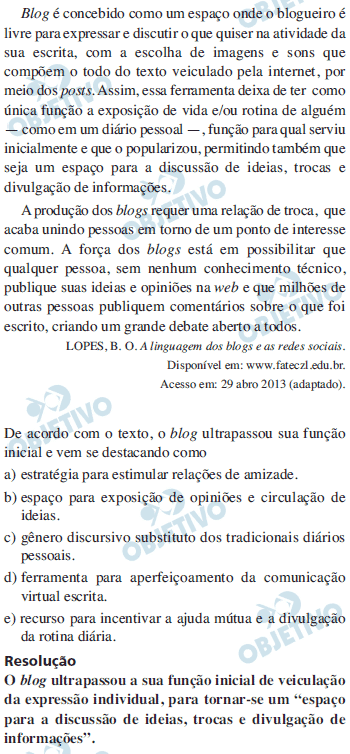 Blog é concebido como um espaço onde o blogueiro é
livre para expressar e discutir o que quiser na atividade da
sua escrita, com a escolha de imagens e sons que
compõem o todo do texto veiculado pela internet, por
meio dos posts. Assim, essa ferramenta deixa de ter como
única função a exposição de vida e/ou rotina de alguém
— como em um diário pessoal —, função para qual serviu
inicialmente e que o popularizou, permitindo também que
seja um espaço para a discussão de ideias, trocas e
divulgação de informações.
A produção dos blogs requer uma relação de troca, que
acaba unindo pessoas em torno de um ponto de interesse
comum. A força dos blogs está em possibilitar que
qualquer pessoa, sem nenhum conhecimento técnico,
publique suas ideias e opiniões na web e que milhões de
outras pessoas publiquem comentários sobre o que foi
escrito, criando um grande debate aberto a todos.
LOPES, B. O. A linguagem dos blogs e as redes sociais.
Disponível em: www.fateczl.edu.br.
Acesso em: 29 abro 2013 (adaptado).
De acordo com o texto, o blog ultrapassou sua função
inicial e vem se destacando como
a) estratégia para estimular relações de amizade.
b) espaço para exposição de opiniões e circulação de
ideias.
c) gênero discursivo substituto dos tradicionais diários
pessoais.
d) ferramenta para aperfeiçoamento da comunicação
virtual escrita.
e) recurso para incentivar a ajuda mútua e a divulgação
da rotina diária.
Resolução
O blog ultrapassou a sua função inicial de veiculação
da expressão individual, para tornar-se um “espaço
para a discussão de ideias, trocas e divulgação de
informações”.
OBJETIVO
OBJETIVO
OBJETIVO
OBJETIVO
OBJETIVO
OBJETIVO